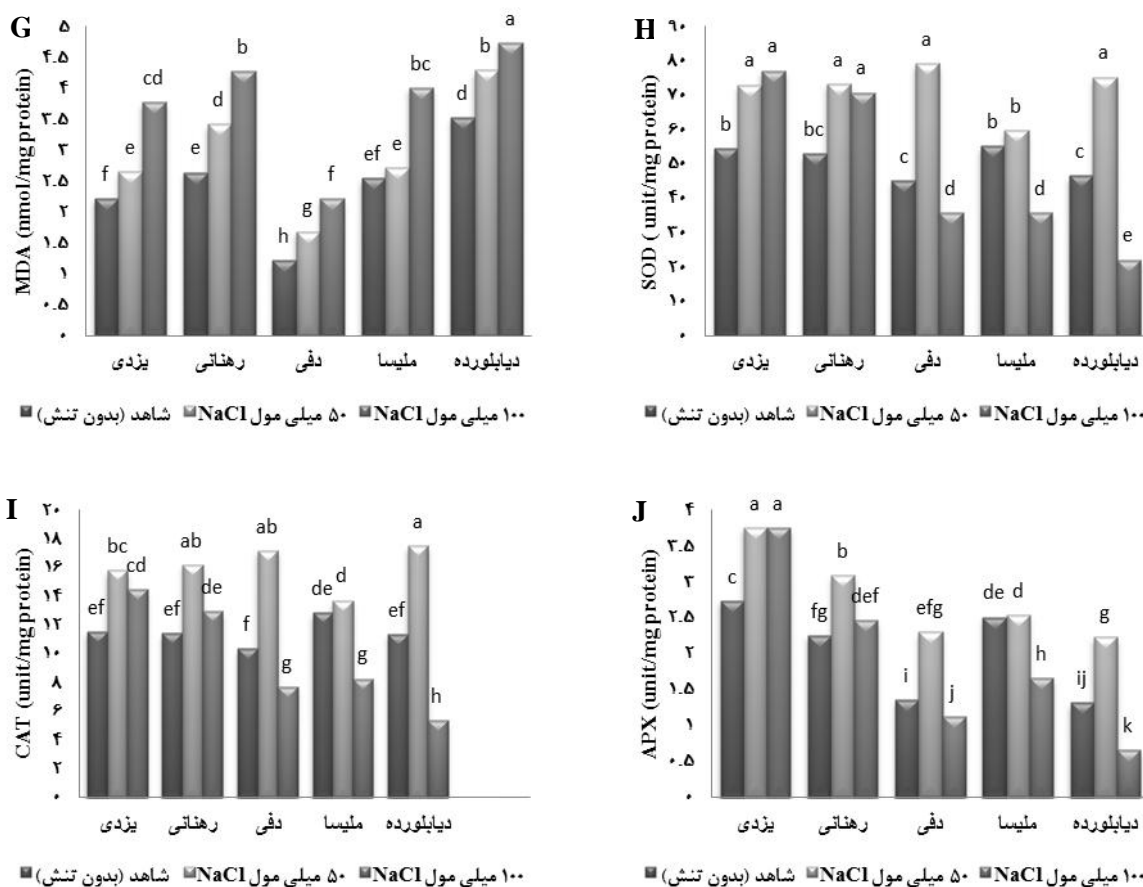 G
MDA (nmol/mg protein)
۵
۴.۵
۴
۳.۵
۳
۲.۵
۲
۱.۵
۱
۰.۵
۰
f e cd
e d b
h g f
ef e bc
d b a
یزدی رهنانی دفی ملیسا دیابلورده
شاهد (بدون تنش) ۵۰ میلی مول NaCl ۱۰۰ میلی مول NaCl
H
SOD ( unit/mg protein)
۹۰
۸۰
۷۰
۶۰
۵۰
۴۰
۳۰
۲۰
۱۰
۰
b a a
bc a a
c a d
b b d
c a e
یزدی رهنانی دفی ملیسا دیابلورده
شاهد (بدون تنش) ۵۰ میلی مول NaCl ۱۰۰ میلی مول NaCl
I
CAT (unit/mg protein)
۲۰
۱۸
۱۶
۱۴
۱۲
۱۰
۸
۶
۴
۲
۰
ef bc cd
ef ab de
f ab g
de d g
ef a h
یزدی رهنانی دفی ملیسا دیابلورده
شاهد (بدون تنش) ۵۰ میلی مول NaCl ۱۰۰ میلی مول NaCl
J
APX (unit/mg protein)
۴
۳.۵
۳
۲.۵
۲
۱.۵
۱
۰.۵
۰
c a a
fg b def
i efg j
de d h
ij g k
یزدی رهنانی دفی ملیسا دیابلورده
شاهد (بدون تنش) ۵۰ میلی مول NaCl ۱۰۰ میلی مول NaCl